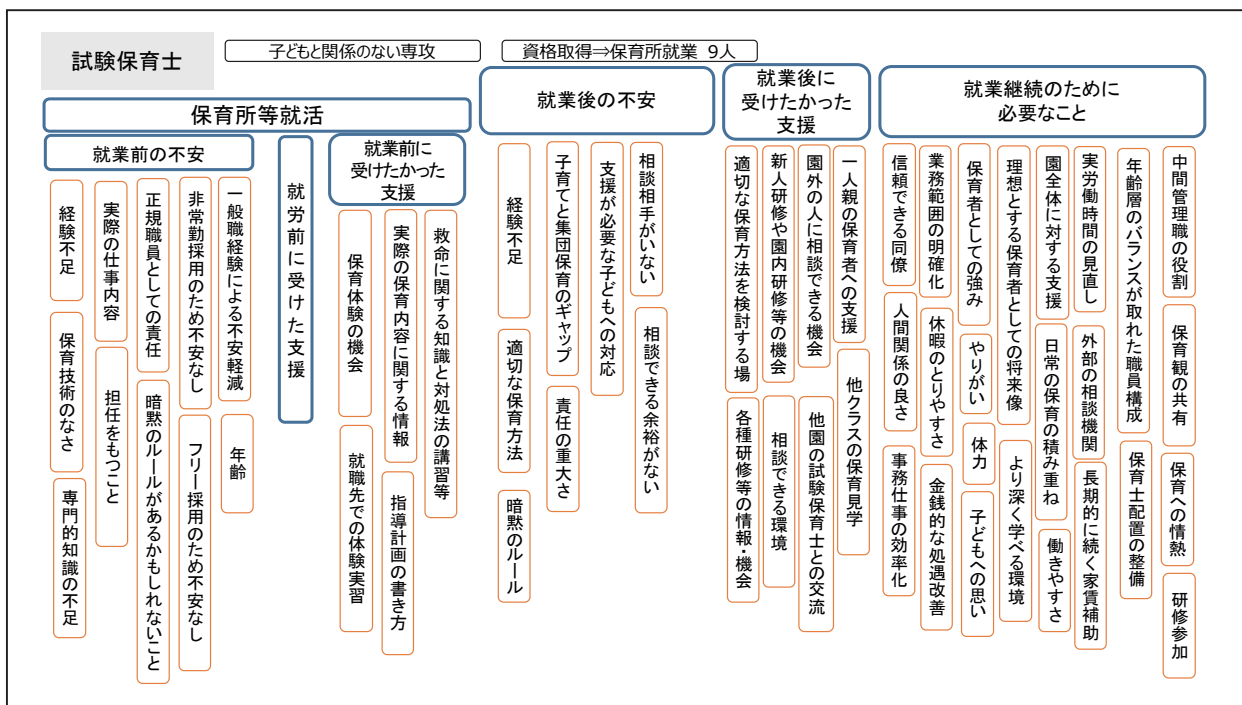 試験保育士
子どもと関係のない専攻
資格取得⇒保育所就業 9人
保育所等就活
就業前の不安
経験不足
保育技術のなさ
専門的知識の不足
実際の仕事内容
担任をもつこと
正規職員としての責任
暗黙のルールがあるかもしれないこと
非常勤採用のため不安なし
フリー採用のため不安なし
一般職経験による不安軽減
年齢
就労前に受けた支援
就業前に
受けたかった
支援
保育体験の機会
就職先での体験実習
実際の保育内容に関する情報
指導計画の書き方
救命に関する知識と対処法の講習等
就業後の不安
経験不足
適切な保育方法
暗黙のルール
子育てと集団保育のギャップ
責任の重大さ
支援が必要な子どもへの対応
相談相手がいない
相談できる余裕がない
就業後に
受けたかった
支援
適切な保育方法を検討する場
各種研修等の情報・機会
新人研修や園内研修等の機会
相談できる環境
園外の人に相談できる機会
他園の試験保育士との交流
一人親の保育者への支援
他クラスの保育見学
就業継続のために
必要なこと
信頼できる同僚
人間関係の良さ
事務仕事の効率化
業務範囲の明確化
休暇のとりやすさ
金銭的な処遇改善
保育者としての強み
やりがい
体力
子どもへの思い
理想とする保育者としての将来像
より深く学べる環境
園全体に対する支援
日常の保育の積み重ね
働きやすさ
実労働時間の見直し
外部の相談機関
長期的に続く家賃補助
年齢層のバランスが取れた職員構成
保育士配置の整備
中間管理職の役割
保育観の共有
保育への情熱
研修参加